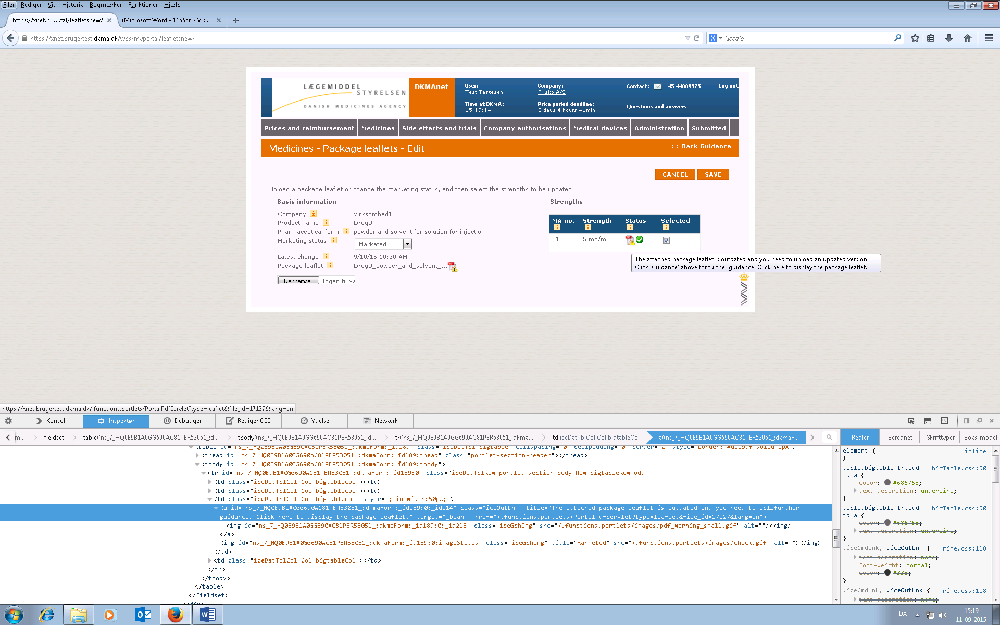 Filer Rediger Vis Historik Bogmærker Funktioner Hjælp
https://xnet.bru...tal/leafletsnew/ × (Microsoft Word - 115656 - Vis... × +
https://xnet.brugertest.dkma.dk/wps/myportal/leafletsnew/
Google
LÆGEMIDDEL
STYRELSEN
DANISH MEDICINES AGENCY
DKMAnet
User:
Test Testesen
Time at DKMA:
15:19:14
Company:
Frisko A/S
Price period deadline:
3 days 4 hours 41min
Contact: +45 44889525
Log out
Questions and answers
Prices and reimbursement Medicines Side effects and trials Company authorisations Medical devices Administration Submitted
Medicines - Package leaflets - Edit
<< Back Guidance
CANCEL SAVE
Upload a package leaflet or change the marketing status, and then select the strengths to be updated
Basis information
Company virksomhed10
Product name DrugU
Pharmaceutical form powder and solvent for solution for injection
Marketing status Marketed
Latest change 9/10/15 10:30 AM
Package leaflet DrugU_powder_and_solvent_...
Gennemse... Ingen fil va
Strengths
MA no. Strength Status Selected
21 5 mg/ml
The attached package leaflet is outdated and you need to upload an updated version.
Click 'Guidance' above for further guidance. Click here to display the package leaflet.
https://xnet.brugertest.dkma.dk/.functions.portlets/PortalPdfServlet?type=leaflet&file_id=17127&lang=en
Konsol Inspektør Debugger Rediger CSS Ydelse Netværk
m... fieldset table#ns_7_HQ0E9B1A0GG690AC81PER53051_:d... tbody#ns_7_HQ0E9B1A0GG690AC81PER53051_:d... tr#ns_7_HQ0E9B1A0GG690AC81PER53051_:dkma... td.iceDatTblCol.Col.bigtableCol a#ns_7_HQ0E9B1A0GG690AC81PER53051_:dkmaF...
Regler Beregnet Skrifttyper Boks-model
<table id="ns_7_HQ0E9B1A0GG690AC81PER53051_:dkmaForm:_id189" class="iceDatTbl bigtable" cellspacing="0" cellpadding="0" border="0" style="border: #dee9df solid 1px">
<thead id="ns_7_HQ0E9B1A0GG690AC81PER53051_:dkmaForm:_id189:thead" class="portlet-section-header"></thead>
<tbody id="ns_7_HQ0E9B1A0GG690AC81PER53051_:dkmaForm:_id189:tbody">
<tr id="ns_7_HQ0E9B1A0GG690AC81PER53051_:dkmaForm:_id189:0" class="iceDatTblRow portlet-section-body Row bigtableRow odd">
<td class="iceDatTblCol Col bigtableCol"></td>
<td class="iceDatTblCol Col bigtableCol"></td>
<td class="iceDatTblCol Col bigtableCol" style=";min-width:50px;">
<a id="ns_7_HQ0E9B1A0GG690AC81PER53051_:dkmaForm:_id189:0:_id214" class="iceOutLnk" title="The attached package leaflet is outdated and you need to upl…further
guidance. Click here to display the package leaflet." target="_blank" href="/.functions.portlets/PortalPdfServlet?type=leaflet&file_id=17127&lang=en">
<img id="ns_7_HQ0E9B1A0GG690AC81PER53051_:dkmaForm:_id189:0:_id215" class="iceGphImg" src="/.functions.portlets/images/pdf_warning_small.gif" alt=""></img>
</a>
<img id="ns_7_HQ0E9B1A0GG690AC81PER53051_:dkmaForm:_id189:0:imageStatus" class="iceGphImg" title="Marketed" src="/.functions.portlets/images/check.gif" alt=""></img>
</td>
<td class="iceDatTblCol Col bigtableCol"></td>
</tr>
</tbody>
</table>
</fieldset>
</div>
element { inline
}
table.bigtable tr.odd bigTable.css:50
td a {
color: #68676B;
text-decoration: underline;
}
table.bigtable tr.odd bigTable.css:50
td a {
color: #68676B;
text-decoration: underline;
}
.iceCmdLnk, .iceOutLnk { rime.css:118
text-decoration: none;
font-weight: normal;
color: #333;
}
.iceCmdLnk, .iceOutLnk { rime.css:118
text-decoration: none;
DA 15:19
11-09-2015